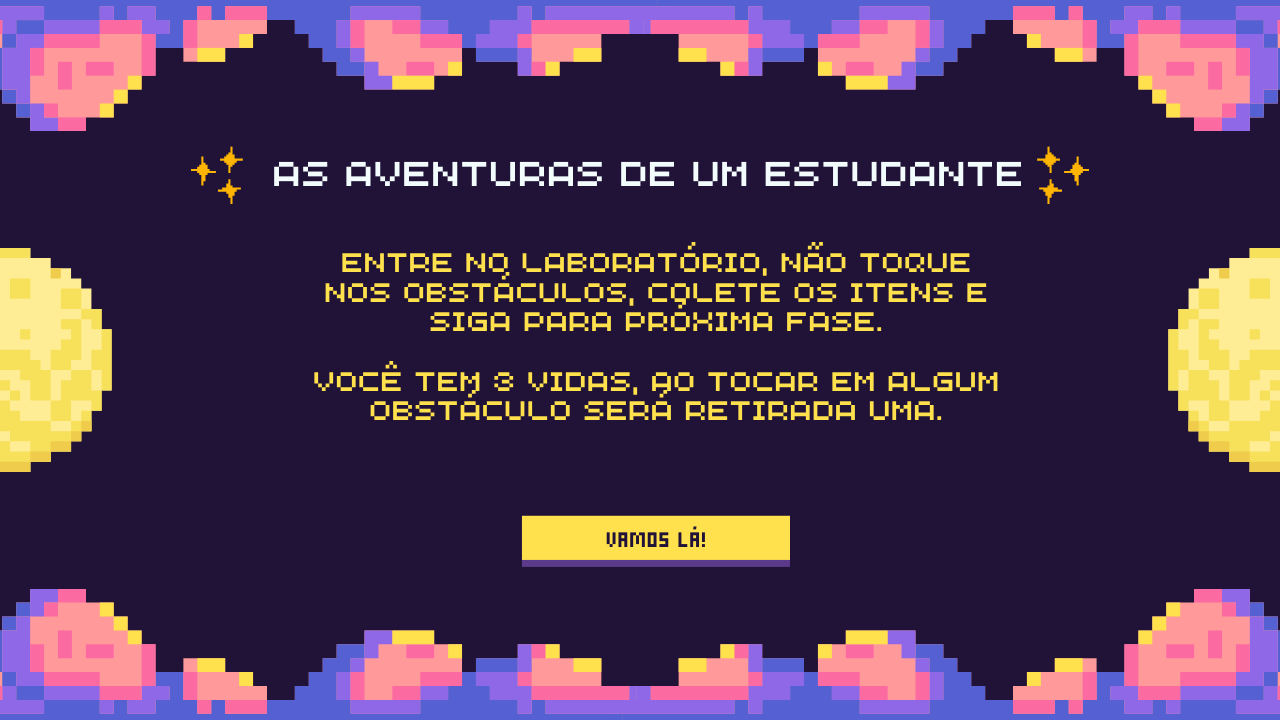 AS AVENTURAS DE UM ESTUDANTE
ENTRE NO LABORATÓRIO, NÃO TOQUE
NOS OBSTÁCULOS, COLETE OS ITENS E
SIGA PARA PRÓXIMA FASE.
VOCÊ TEM 3 VIDAS, AO TOCAR EM ALGUM
OBSTÁCULO SERÁ RETIRADA UMA.
VAMOS LÁ!